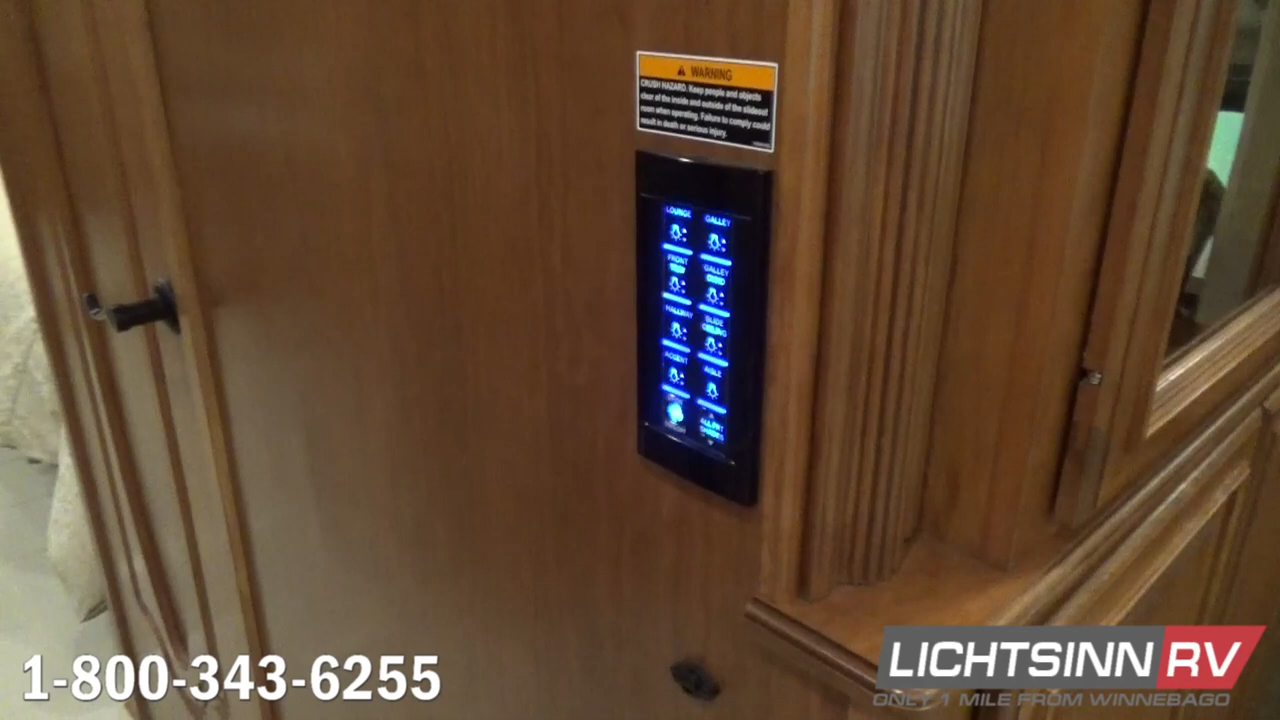 WARNING
CRUSH HAZARD. Keep people and objects
clear of the inside and outside of the slideout
room when operating. Failure to comply could
result in death or serious injury.
LOUNGE GALLEY
FRONT GALLEY
HALLWAY SLIDE
CEILING
ACCENT AISLE
ALL FRT
SHADES
1-800-343-6255
LICHTSINN RV
ONLY 1 MILE FROM WINNEBAGO